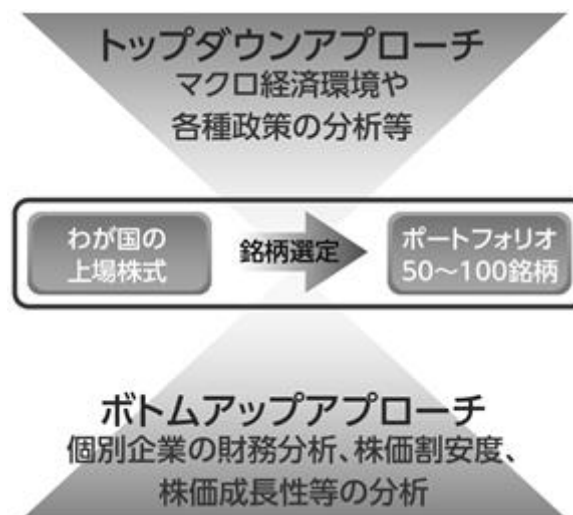 トップダウンアプローチ
マクロ経済環境や
各種政策の分析等
わが国の
上場株式
銘柄選定
ポートフォリオ
50～100銘柄
ボトムアップアプローチ
個別企業の財務分析、株価割安度、
株価成長性等の分析